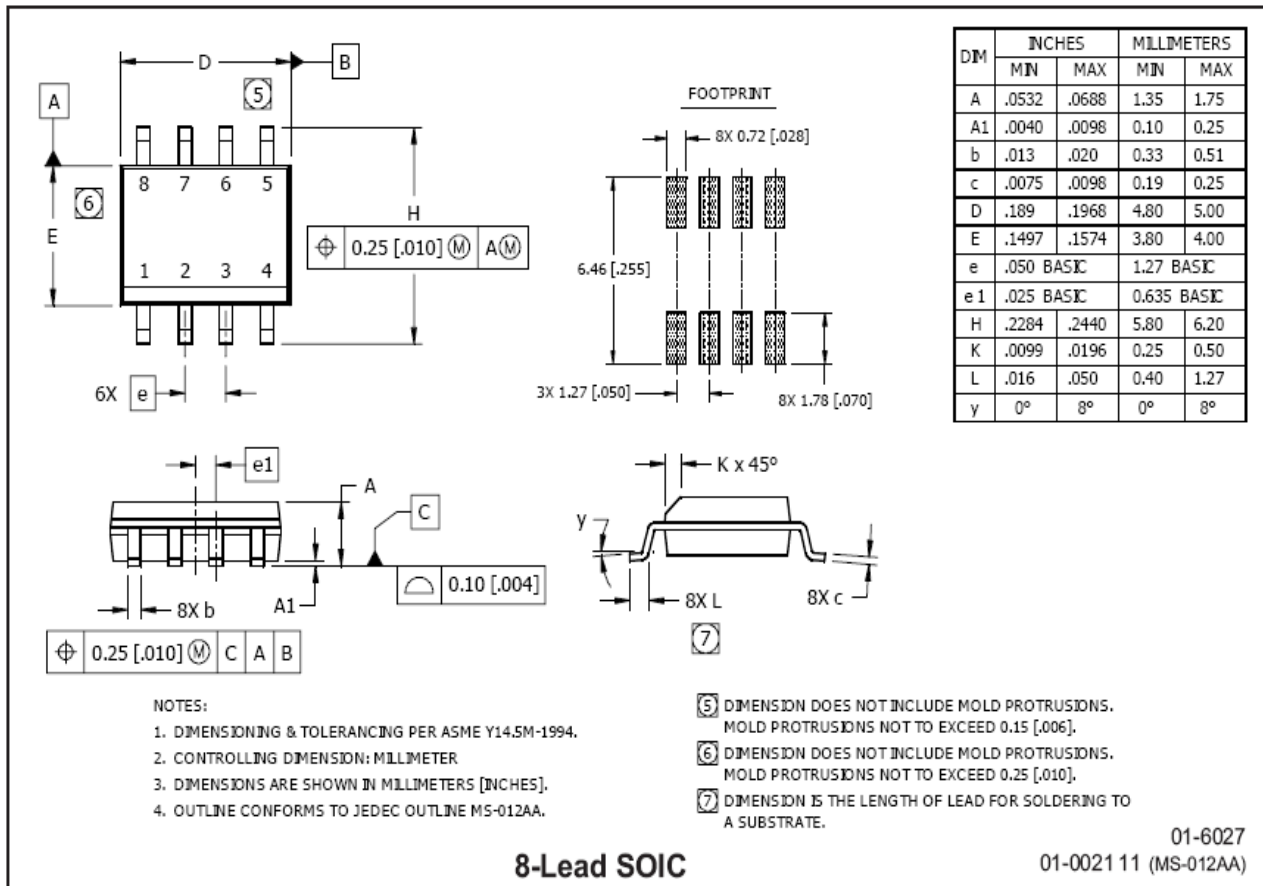 D
B
5
A
8 7 6 5
6
E
H
⌖ 0.25 [.010] Ⓜ A Ⓜ
1 2 3 4
6X e
FOOTPRINT
8X 0.72 [.028]
6.46 [.255]
3X 1.27 [.050]
8X 1.78 [.070]
DIM INCHES MILLIMETERS
MIN MAX MIN MAX
A .0532 .0688 1.35 1.75
A1 .0040 .0098 0.10 0.25
b .013 .020 0.33 0.51
c .0075 .0098 0.19 0.25
D .189 .1968 4.80 5.00
E .1497 .1574 3.80 4.00
e .050 BASIC 1.27 BASIC
e 1 .025 BASIC 0.635 BASIC
H .2284 .2440 5.80 6.20
K .0099 .0196 0.25 0.50
L .016 .050 0.40 1.27
y 0° 8° 0° 8°
e1
A
C
⌓ 0.10 [.004]
8X b
A1
⌖ 0.25 [.010] Ⓜ C A B
K x 45°
y
8X L
7
8X c
NOTES:
1. DIMENSIONING & TOLERANCING PER ASME Y14.5M-1994.
2. CONTROLLING DIMENSION: MILLIMETER
3. DIMENSIONS ARE SHOWN IN MILLIMETERS [INCHES].
4. OUTLINE CONFORMS TO JEDEC OUTLINE MS-012AA.
5 DIMENSION DOES NOT INCLUDE MOLD PROTRUSIONS.
MOLD PROTRUSIONS NOT TO EXCEED 0.15 [.006].
6 DIMENSION DOES NOT INCLUDE MOLD PROTRUSIONS.
MOLD PROTRUSIONS NOT TO EXCEED 0.25 [.010].
7 DIMENSION IS THE LENGTH OF LEAD FOR SOLDERING TO
A SUBSTRATE.
8-Lead SOIC
01-6027
01-0021 11 (MS-012AA)